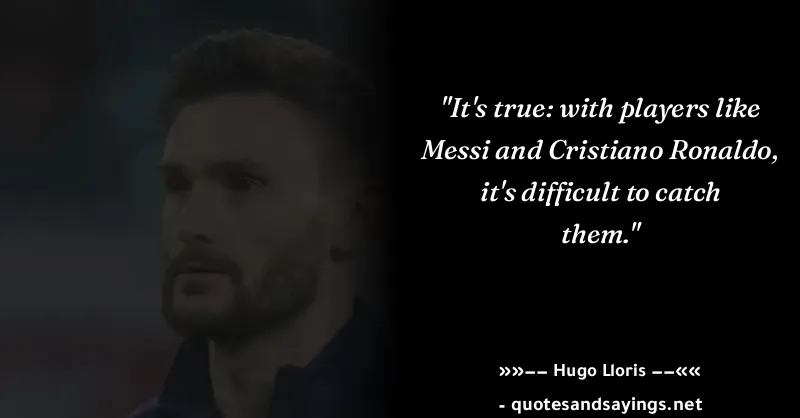 "It's true: with players like
Messi and Cristiano Ronaldo,
it's difficult to catch
them."
»»−− Hugo Lloris −−««
- quotesandsayings.net